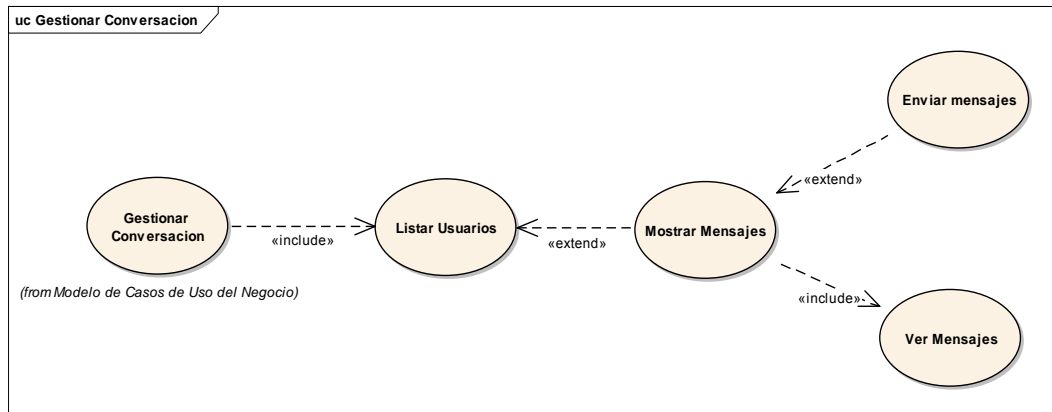 uc Gestionar Conversacion
Enviar mensajes
«extend»
Gestionar
Conversacion
«include»
Listar Usuarios
«extend»
Mostrar Mensajes
(from Modelo de Casos de Uso del Negocio)
«include»
Ver Mensajes